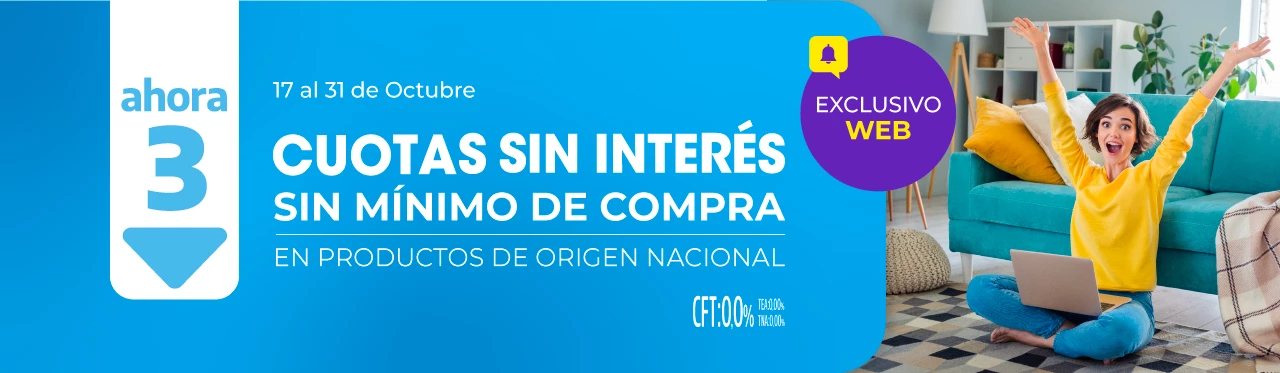 ahora
3
17 al 31 de Octubre
CUOTAS SIN INTERÉS
SIN MÍNIMO DE COMPRA
EN PRODUCTOS DE ORIGEN NACIONAL
CFT:0,0%
TEA:0,00%
TNA:0,00%
EXCLUSIVO
WEB